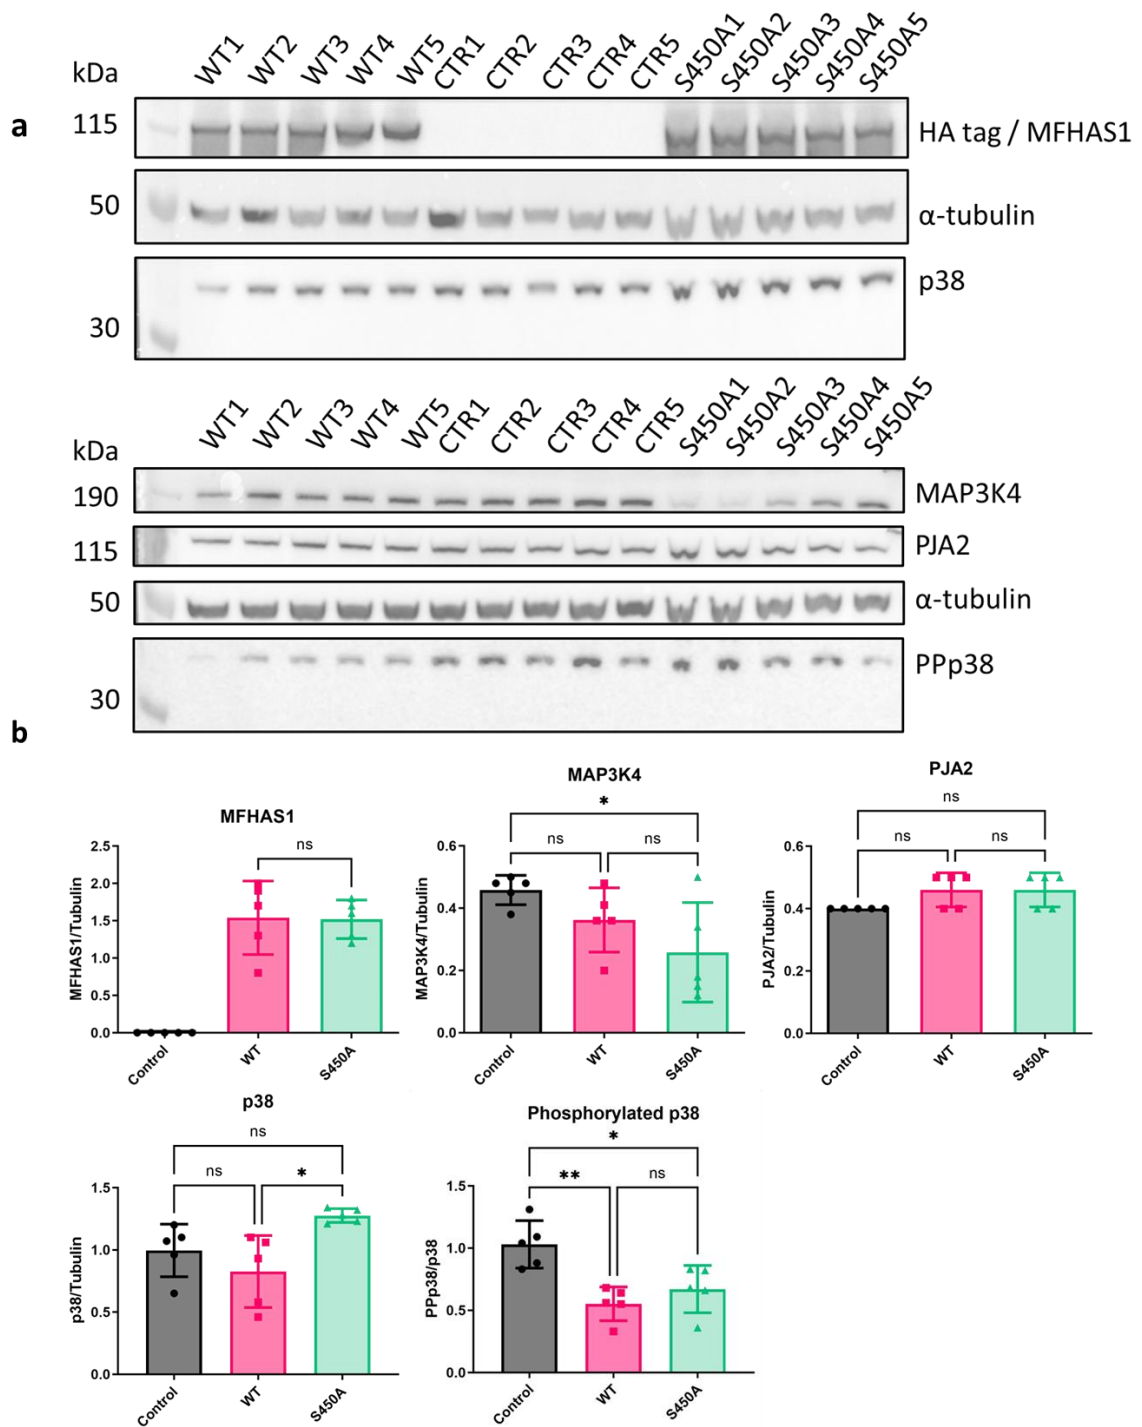 a
kDa
WT1 WT2 WT3 WT4 WT5 CTR1 CTR2 CTR3 CTR4 CTR5 S450A1 S450A2 S450A3 S450A4 S450A5
115 HA tag / MFHAS1
50 α-tubulin
p38
30
WT1 WT2 WT3 WT4 WT5 CTR1 CTR2 CTR3 CTR4 CTR5 S450A1 S450A2 S450A3 S450A4 S450A5
kDa
190 MAP3K4
115 PJA2
50 α-tubulin
PPp38
30
b
MFHAS1
ns
MFHAS1/Tubulin
2.5
2.0
1.5
1.0
0.5
0.0
Control WT S450A
MAP3K4
*
ns ns
MAP3K4/Tubulin
0.6
0.4
0.2
0.0
Control WT S450A
PJA2
ns
ns ns
PJA2/Tubulin
0.6
0.4
0.2
0.0
Control WT S450A
p38
ns
ns *
p38/Tubulin
1.5
1.0
0.5
0.0
Control WT S450A
Phosphorylated p38
*
** ns
PPp38/p38
1.5
1.0
0.5
0.0
Control WT S450A